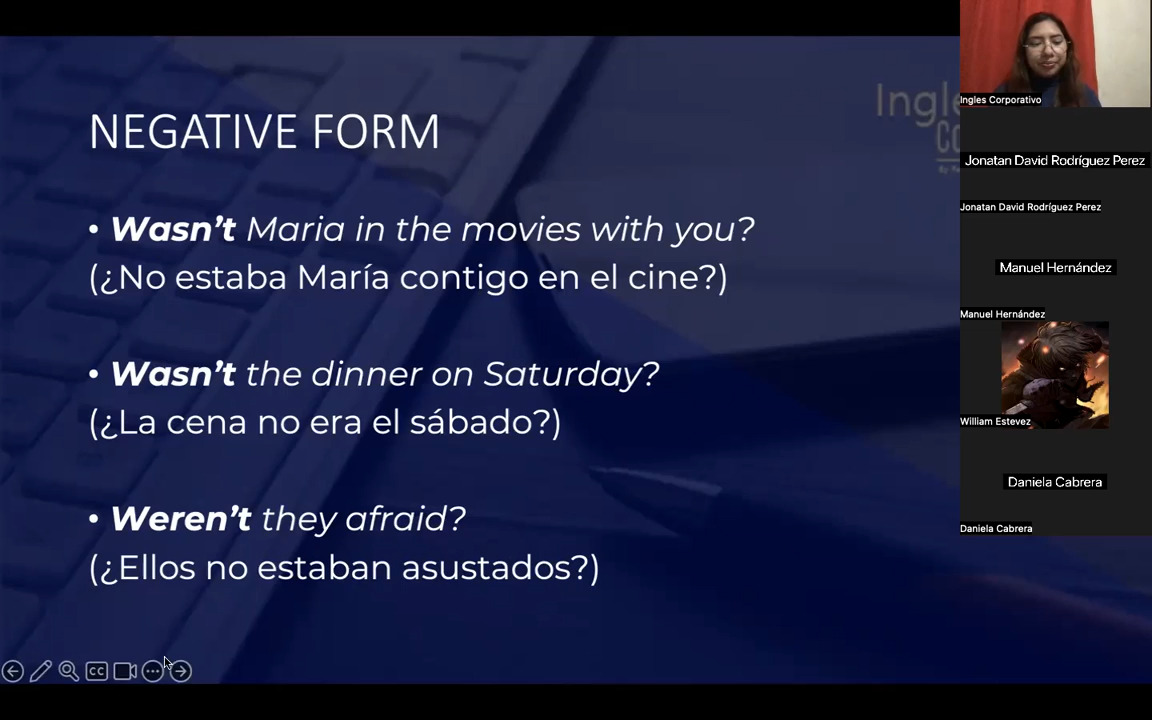 NEGATIVE FORM
• Wasn't Maria in the movies with you?
(¿No estaba María contigo en el cine?)
• Wasn't the dinner on Saturday?
(¿La cena no era el sábado?)
• Weren't they afraid?
(¿Ellos no estaban asustados?)
Ingles Corporativo
Jonatan David Rodríguez Perez
Jonatan David Rodríguez Perez
Manuel Hernández
Manuel Hernández
William Estevez
Daniela Cabrera
Daniela Cabrera
CC